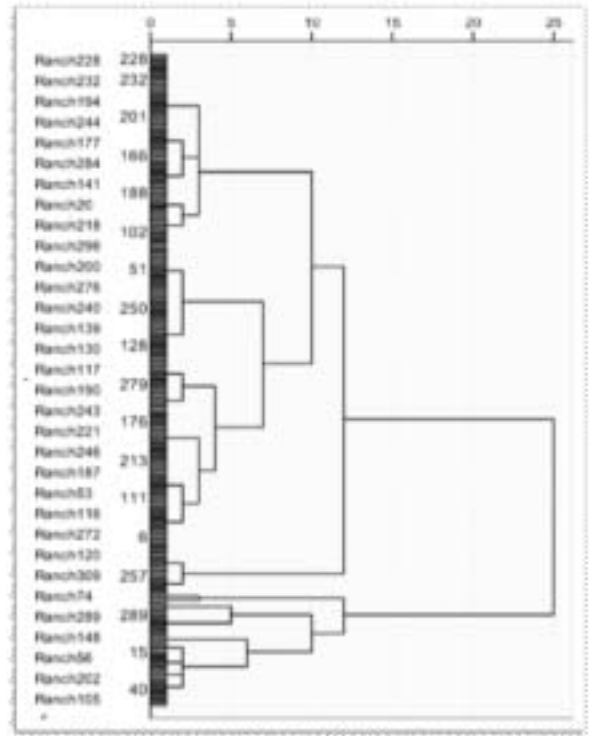 0 5 10 15 20 25
Ranch228 228
Ranch232 232
Ranch194
Ranch244 201
Ranch177
Ranch284 166
Ranch141
Ranch20 188
Ranch218
Ranch298 102
Ranch200 51
Ranch276
Ranch240 250
Ranch139
Ranch130 128
Ranch117
Ranch190 279
Ranch243
Ranch221 176
Ranch246
Ranch187 213
Ranch53
Ranch116 111
Ranch272 6
Ranch120
Ranch309 257
Ranch74
Ranch289 289
Ranch148
Ranch56 15
Ranch202
Ranch105 40